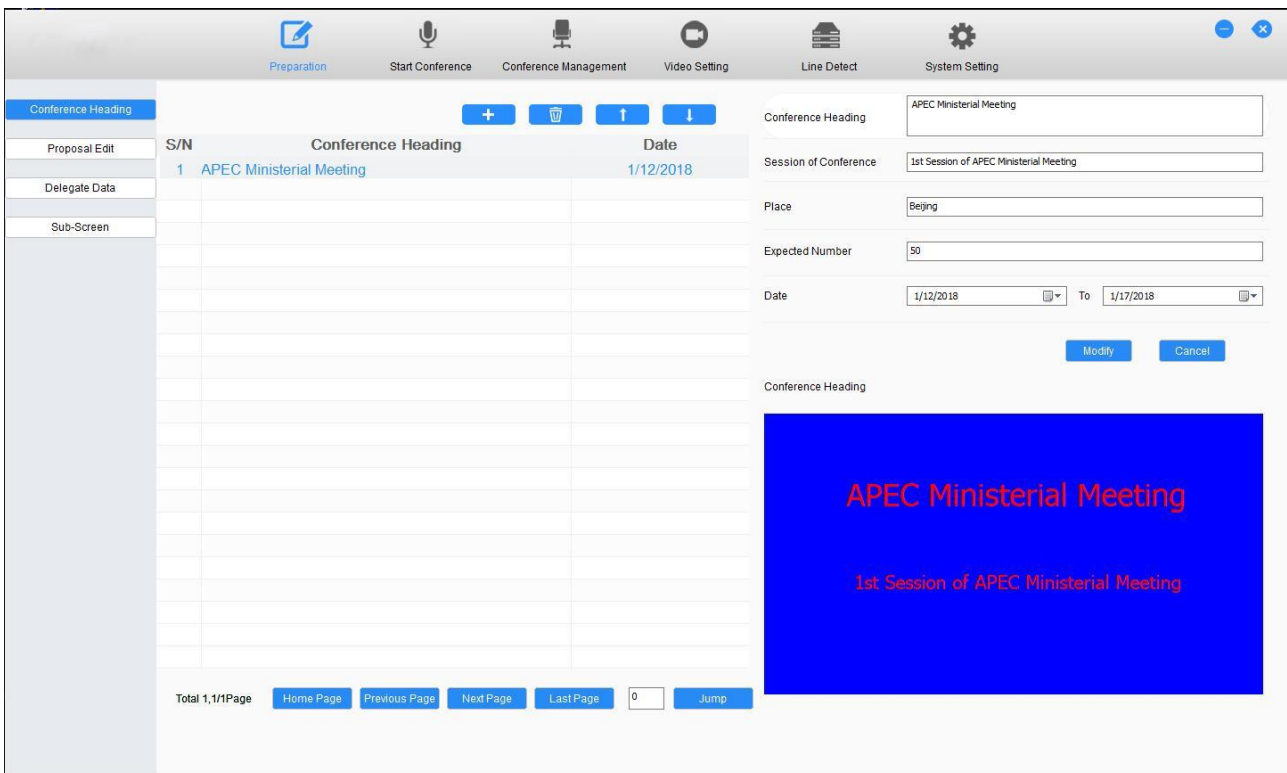 Preparation Start Conference Conference Management Video Setting Line Detect System Setting
Conference Heading
Proposal Edit
Delegate Data
Sub-Screen
S/N Conference Heading Date
1 APEC Ministerial Meeting 1/12/2018
Total 1,1/1Page Home Page Previous Page Next Page Last Page 0 Jump
Conference Heading APEC Ministerial Meeting
Session of Conference 1st Session of APEC Ministerial Meeting
Place Beijing
Expected Number 50
Date 1/12/2018 To 1/17/2018
Modify Cancel
Conference Heading
APEC Ministerial Meeting
1st Session of APEC Ministerial Meeting